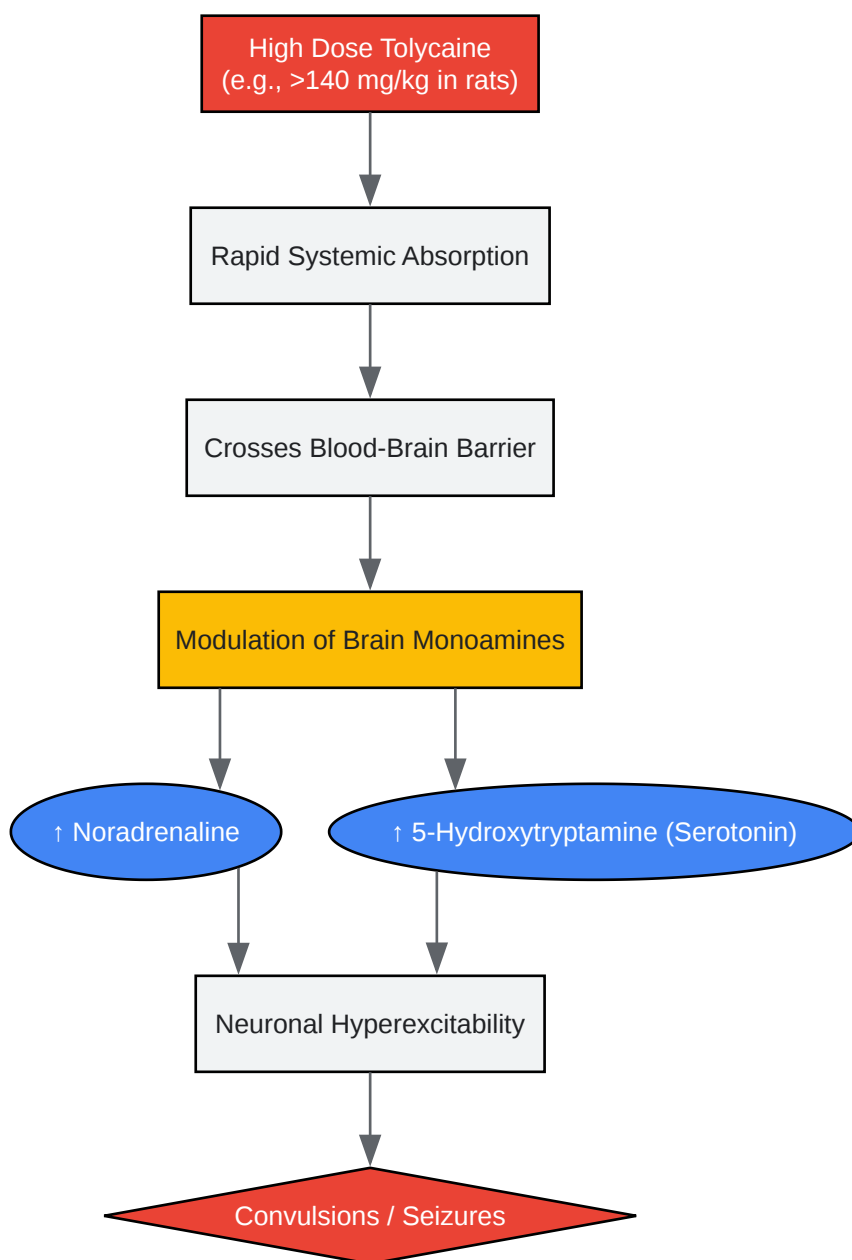 High Dose Tolycaine
(e.g., >140 mg/kg in rats)
Rapid Systemic Absorption
Crosses Blood-Brain Barrier
Modulation of Brain Monoamines
↑ Noradrenaline
↑ 5-Hydroxytryptamine (Serotonin)
Neuronal Hyperexcitability
Convulsions / Seizures